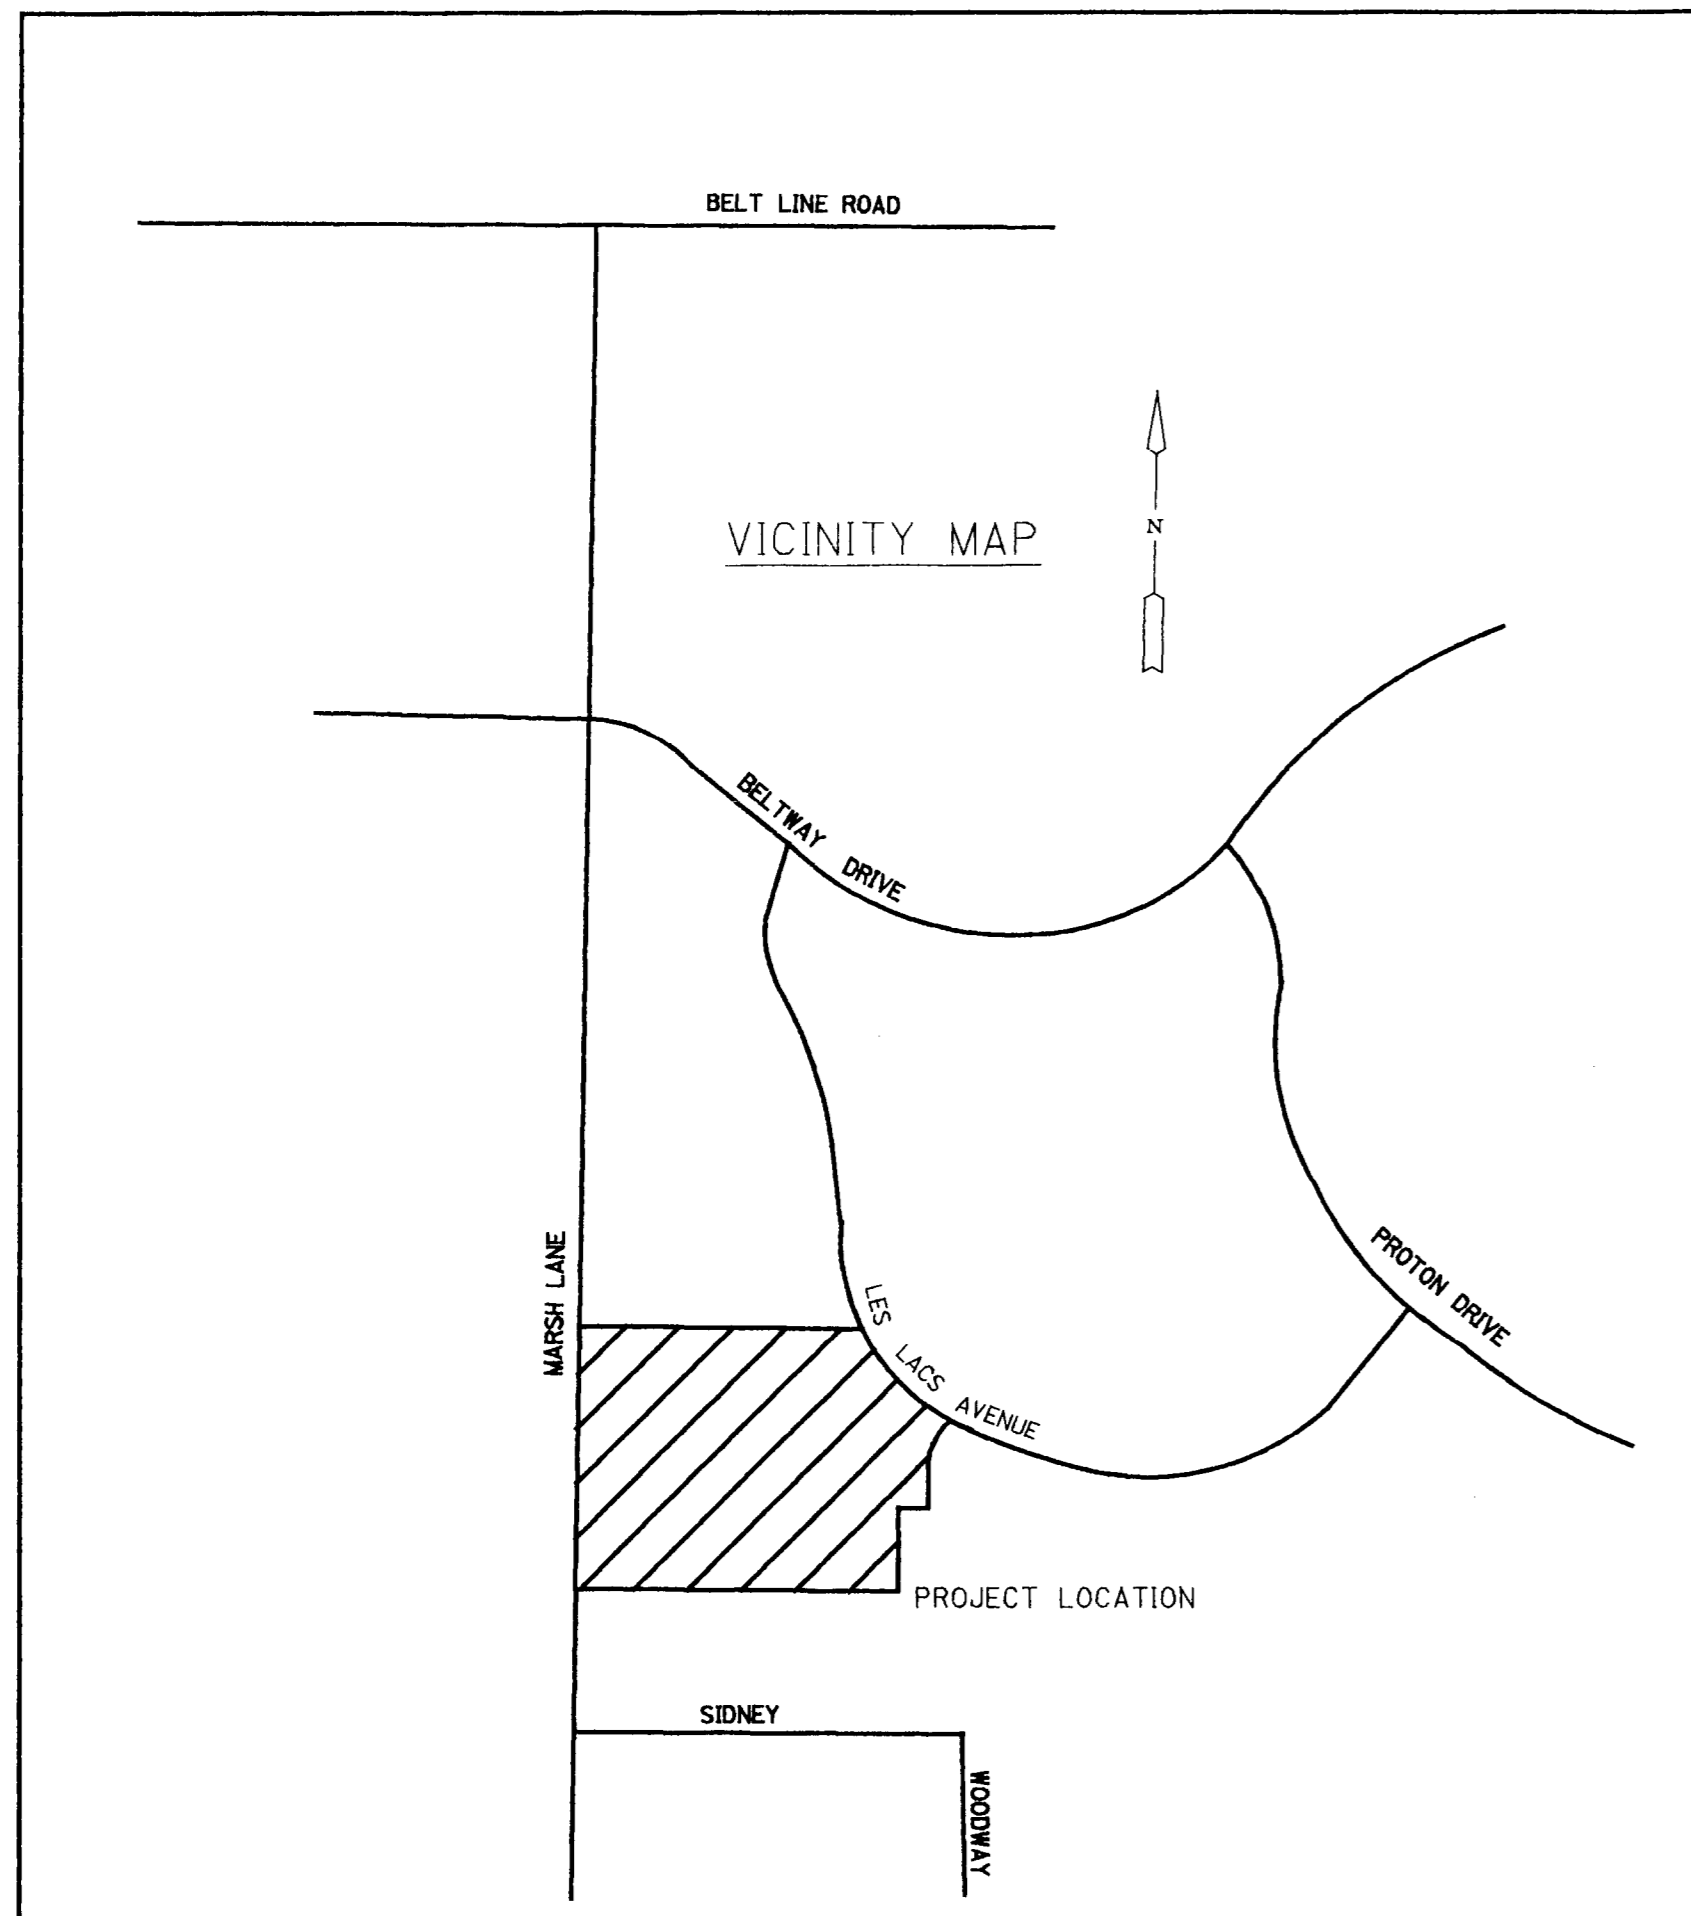 BELT LINE ROAD
VICINITY MAP
N
BELTWAY DRIVE
MARSH LANE
LES LACS AVENUE
PROTON DRIVE
PROJECT LOCATION
SIDNEY
WOODWAY